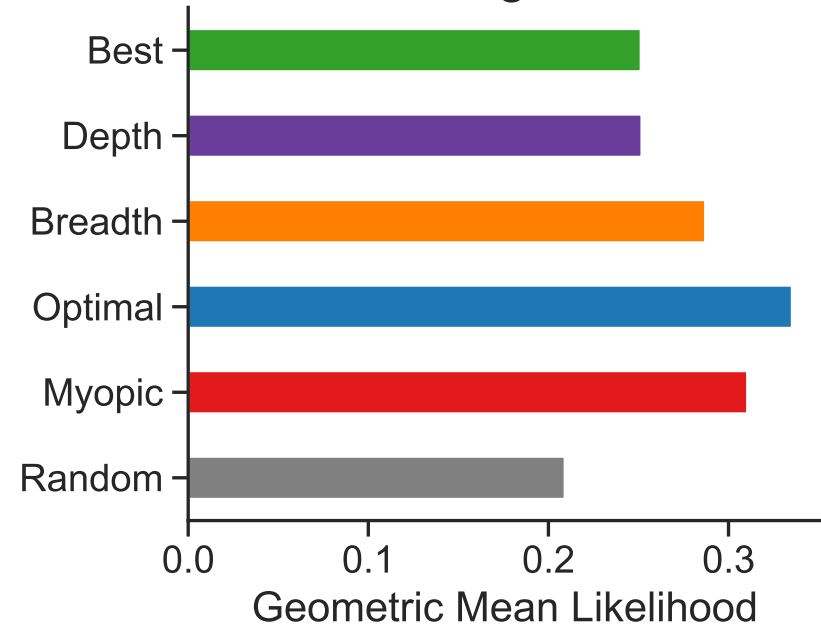 Best
Depth
Breadth
Optimal
Myopic
Random
0.0 0.1 0.2 0.3
Geometric Mean Likelihood